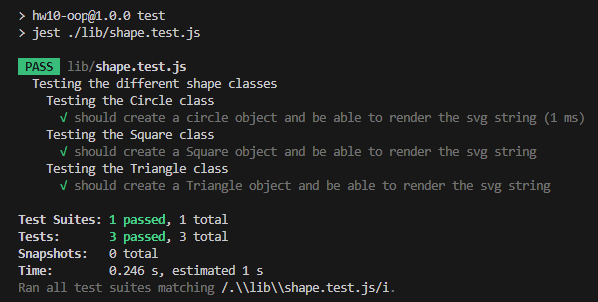 > hw10-oop@1.0.0 test
> jest ./lib/shape.test.js
PASS lib/shape.test.js
Testing the different shape classes
Testing the Circle class
√ should create a circle object and be able to render the svg string (1 ms)
Testing the Square class
√ should create a Square object and be able to render the svg string
Testing the Triangle class
√ should create a Triangle object and be able to render the svg string
Test Suites: 1 passed, 1 total
Tests: 3 passed, 3 total
Snapshots: 0 total
Time: 0.246 s, estimated 1 s
Ran all test suites matching /.\\lib\\shape.test.js/i.